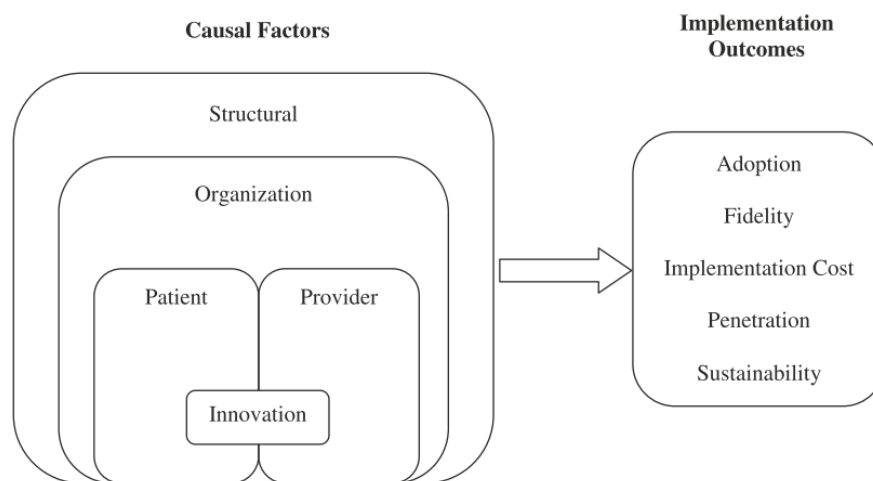 Causal Factors
Implementation
Outcomes
Structural
Organization
Patient
Provider
Innovation
Adoption
Fidelity
Implementation Cost
Penetration
Sustainability